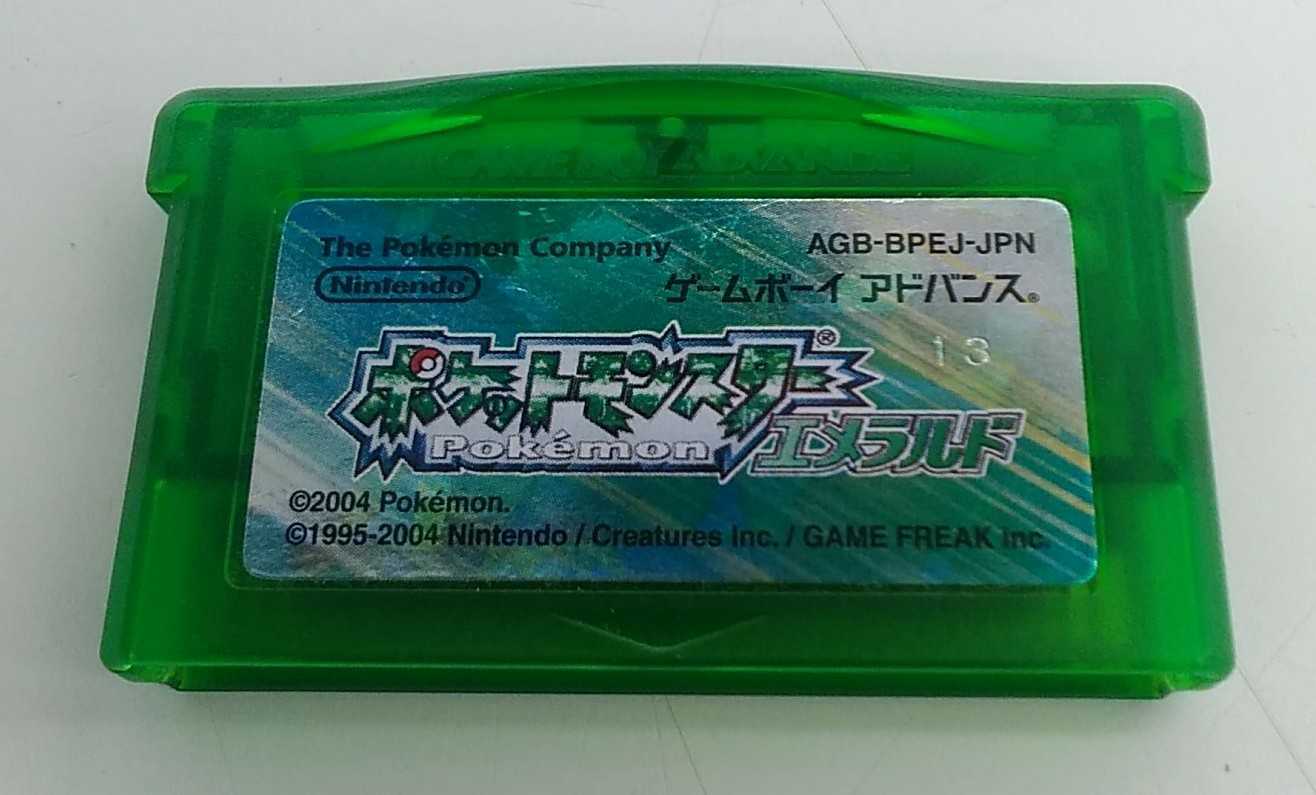 GAME BOY ADVANCE
The Pokémon Company
AGB-BPEJ-JPN
Nintendo®
ゲームボーイ アドバンス®
13
ポケットモンスター®
Pokémon
エメラルド
©2004 Pokémon.
©1995-2004 Nintendo / Creatures Inc. / GAME FREAK inc.